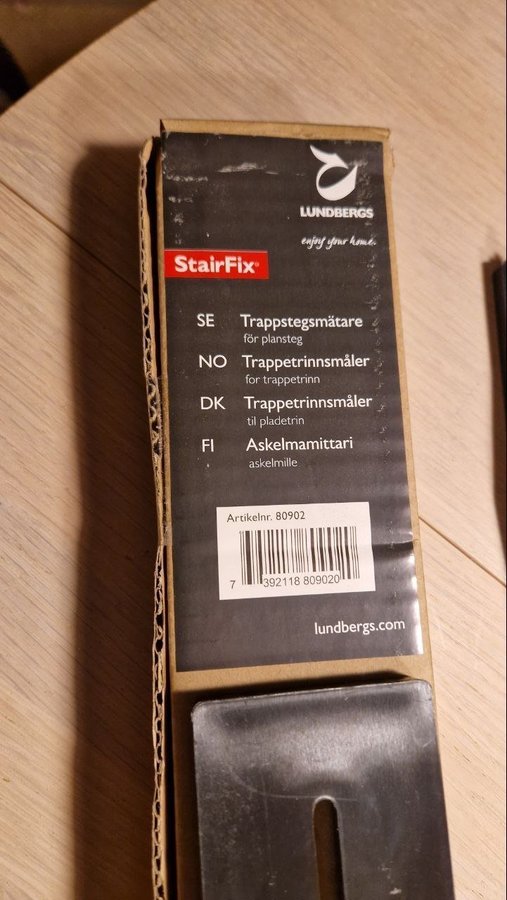 LUNDBERGS
enjoy your home.
StairFix®
SE Trappstegsmätare
för plansteg
NO Trappetrinnsmåler
for trappetrinn
DK Trappetrinnsmåler
til pladetrin
FI Askelmamittari
askelmille
Artikelnr. 80902
7 392118 809020
lundbergs.com